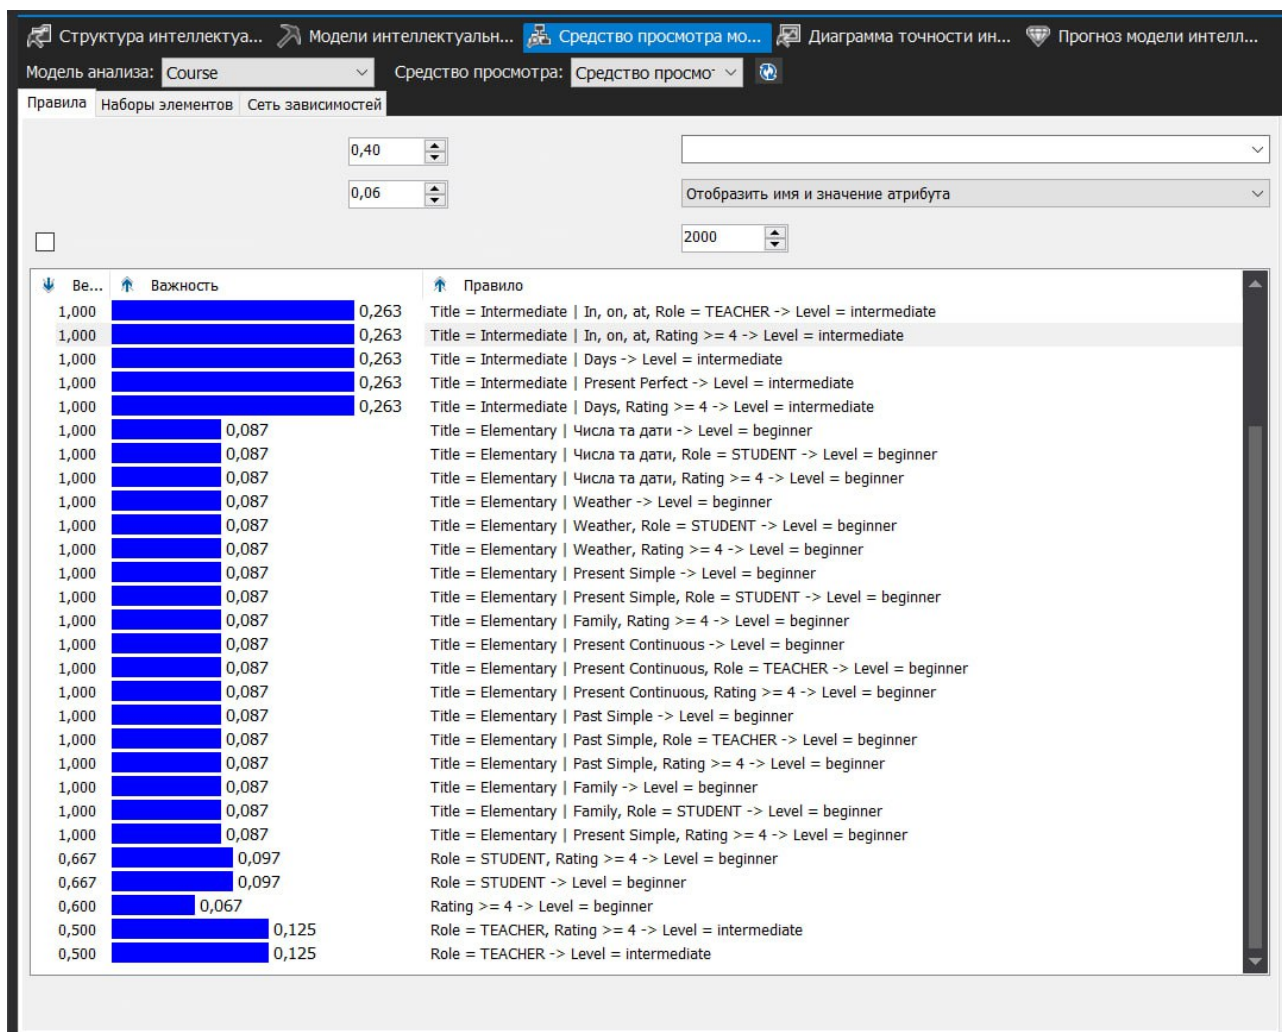 Структура интеллектуа... Модели интеллектуальн... Средство просмотра мо... Диаграмма точности ин... Прогноз модели интелл...
Модель анализа: Course Средство просмотра: Средство просмот
Правила Наборы элементов Сеть зависимостей
0,40
0,06 Отобразить имя и значение атрибута
2000
Ве... Важность Правило
1,000 0,263 Title = Intermediate | In, on, at, Role = TEACHER -> Level = intermediate
1,000 0,263 Title = Intermediate | In, on, at, Rating >= 4 -> Level = intermediate
1,000 0,263 Title = Intermediate | Days -> Level = intermediate
1,000 0,263 Title = Intermediate | Present Perfect -> Level = intermediate
1,000 0,263 Title = Intermediate | Days, Rating >= 4 -> Level = intermediate
1,000 0,087 Title = Elementary | Числа та дати -> Level = beginner
1,000 0,087 Title = Elementary | Числа та дати, Role = STUDENT -> Level = beginner
1,000 0,087 Title = Elementary | Числа та дати, Rating >= 4 -> Level = beginner
1,000 0,087 Title = Elementary | Weather -> Level = beginner
1,000 0,087 Title = Elementary | Weather, Role = STUDENT -> Level = beginner
1,000 0,087 Title = Elementary | Weather, Rating >= 4 -> Level = beginner
1,000 0,087 Title = Elementary | Present Simple -> Level = beginner
1,000 0,087 Title = Elementary | Present Simple, Role = STUDENT -> Level = beginner
1,000 0,087 Title = Elementary | Family, Rating >= 4 -> Level = beginner
1,000 0,087 Title = Elementary | Present Continuous -> Level = beginner
1,000 0,087 Title = Elementary | Present Continuous, Role = TEACHER -> Level = beginner
1,000 0,087 Title = Elementary | Present Continuous, Rating >= 4 -> Level = beginner
1,000 0,087 Title = Elementary | Past Simple -> Level = beginner
1,000 0,087 Title = Elementary | Past Simple, Role = TEACHER -> Level = beginner
1,000 0,087 Title = Elementary | Past Simple, Rating >= 4 -> Level = beginner
1,000 0,087 Title = Elementary | Family -> Level = beginner
1,000 0,087 Title = Elementary | Family, Role = STUDENT -> Level = beginner
1,000 0,087 Title = Elementary | Present Simple, Rating >= 4 -> Level = beginner
0,667 0,097 Role = STUDENT, Rating >= 4 -> Level = beginner
0,667 0,097 Role = STUDENT -> Level = beginner
0,600 0,067 Rating >= 4 -> Level = beginner
0,500 0,125 Role = TEACHER, Rating >= 4 -> Level = intermediate
0,500 0,125 Role = TEACHER -> Level = intermediate